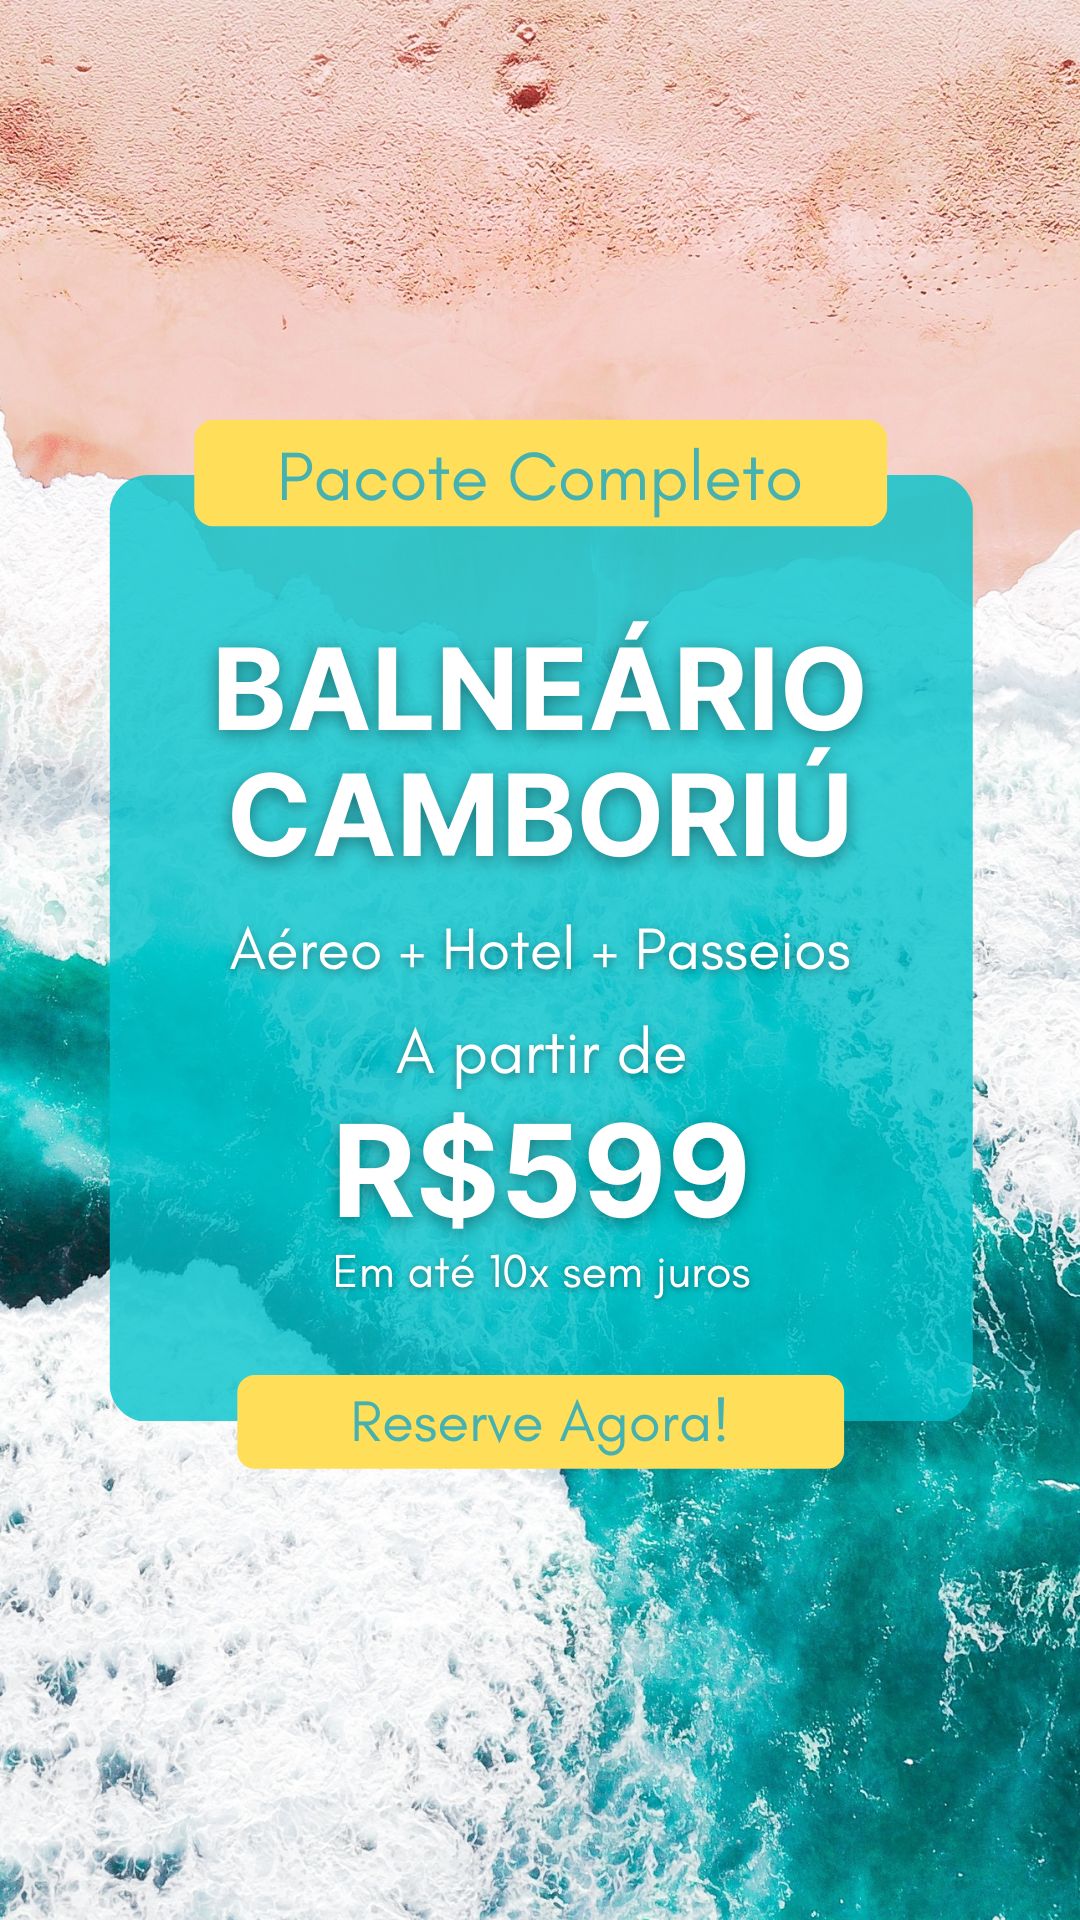 Pacote Completo
BALNEÁRIO
CAMBORIÚ
Aéreo + Hotel + Passeios
A partir de
R$599
Em até 10x sem juros
Reserve Agora!